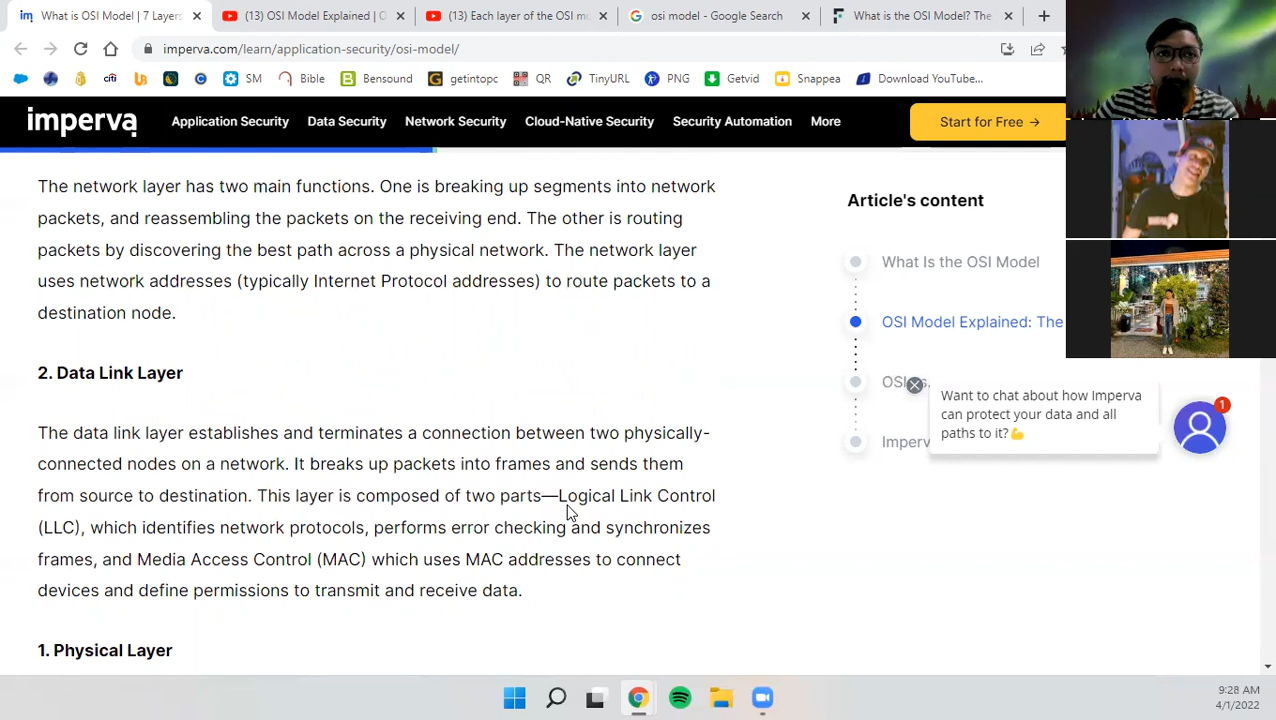 What is OSI Model | 7 Layers
(13) OSI Model Explained | O
(13) Each layer of the OSI m
osi model - Google Search
What is the OSI Model? The
imperva.com/learn/application-security/osi-model/
SM
Bible
Bensound
getintopc
QR
TinyURL
PNG
Getvid
Snappea
Download YouTube...
imperva
Application Security
Data Security
Network Security
Cloud-Native Security
Security Automation
More
Start for Free →
The network layer has two main functions. One is breaking up segments into network
packets, and reassembling the packets on the receiving end. The other is routing
packets by discovering the best path across a physical network. The network layer
uses network addresses (typically Internet Protocol addresses) to route packets to a
destination node.
2. Data Link Layer
The data link layer establishes and terminates a connection between two physically-
connected nodes on a network. It breaks up packets into frames and sends them
from source to destination. This layer is composed of two parts—Logical Link Control
(LLC), which identifies network protocols, performs error checking and synchronizes
frames, and Media Access Control (MAC) which uses MAC addresses to connect
devices and define permissions to transmit and receive data.
1. Physical Layer
Article's content
What Is the OSI Model
OSI Model Explained: The
OSI
Imperv
Want to chat about how Imperva
can protect your data and all
paths to it?💪
1
9:28 AM
4/1/2022